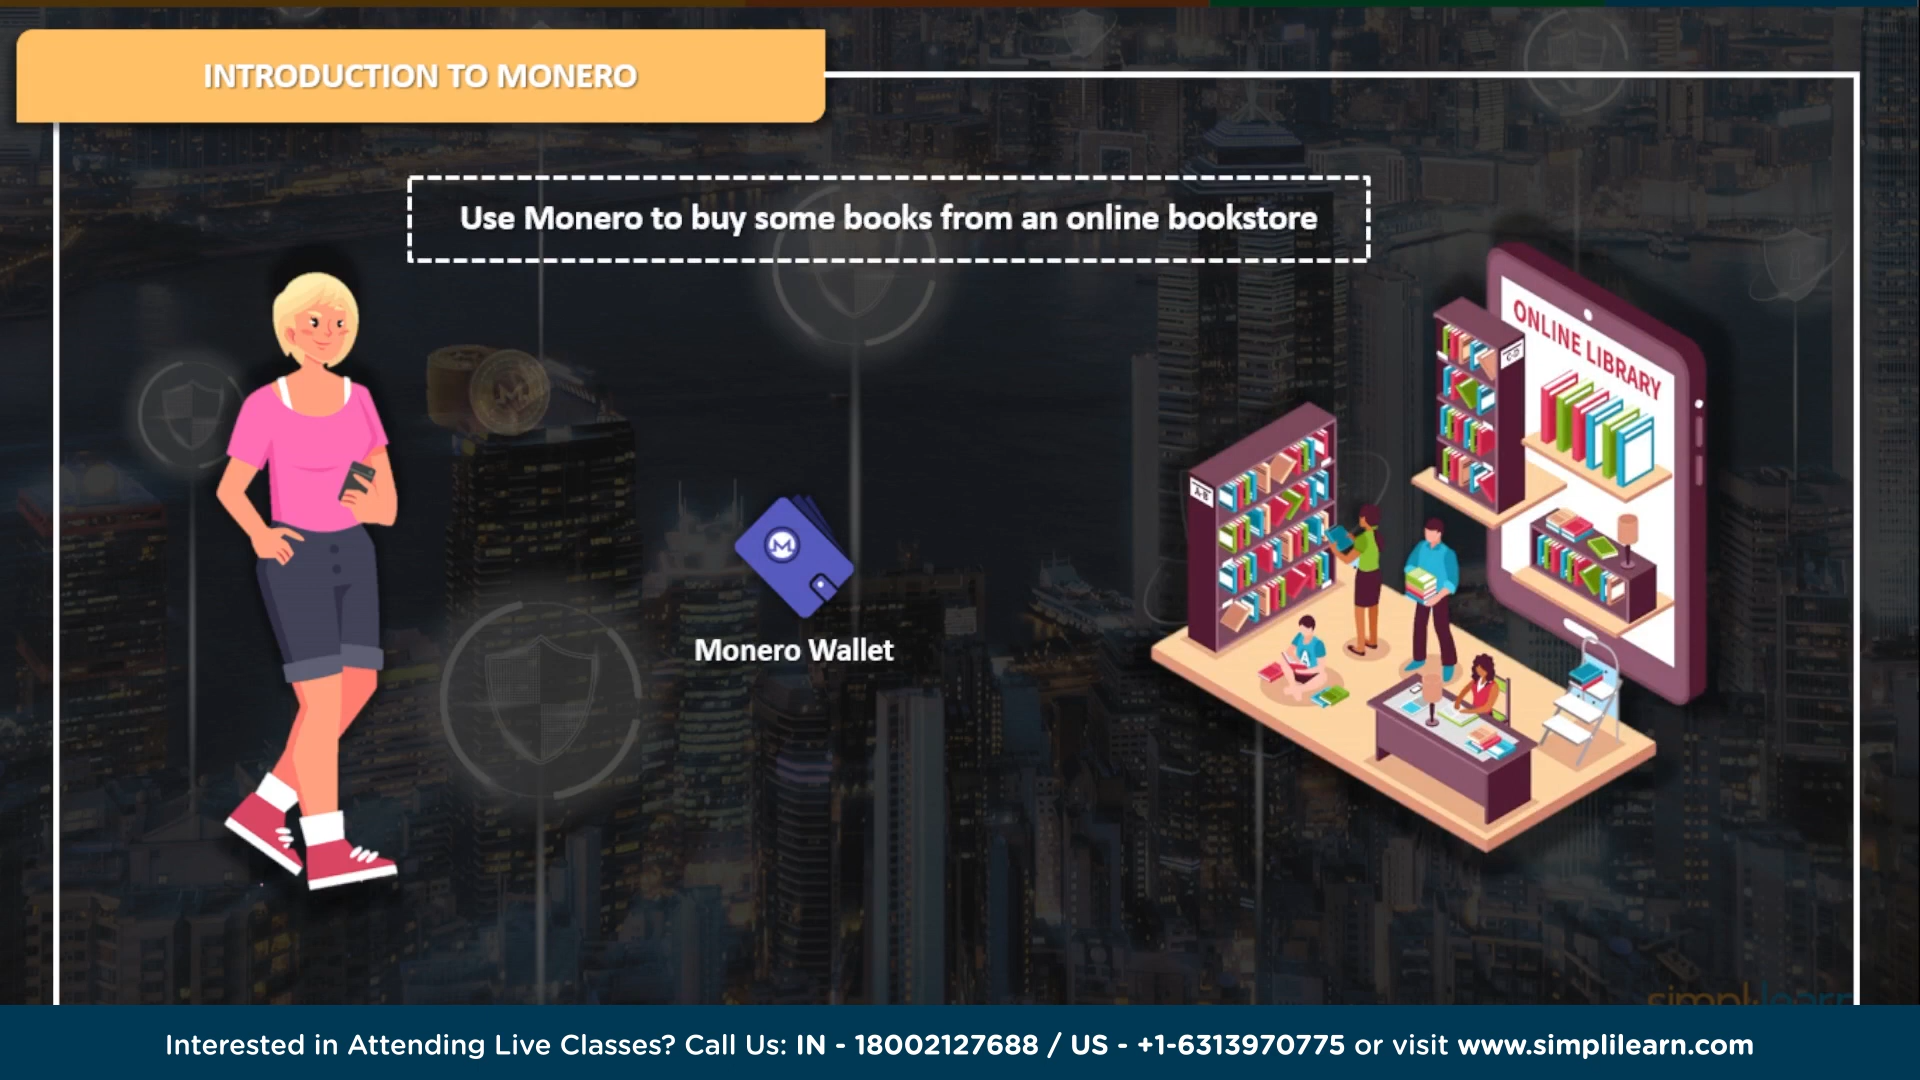 INTRODUCTION TO MONERO
Use Monero to buy some books from an online bookstore
ONLINE LIBRARY
C-D
A-B
A
Monero Wallet
simplilearn
Interested in Attending Live Classes? Call Us: IN - 18002127688 / US - +1-6313970775 or visit www.simplilearn.com